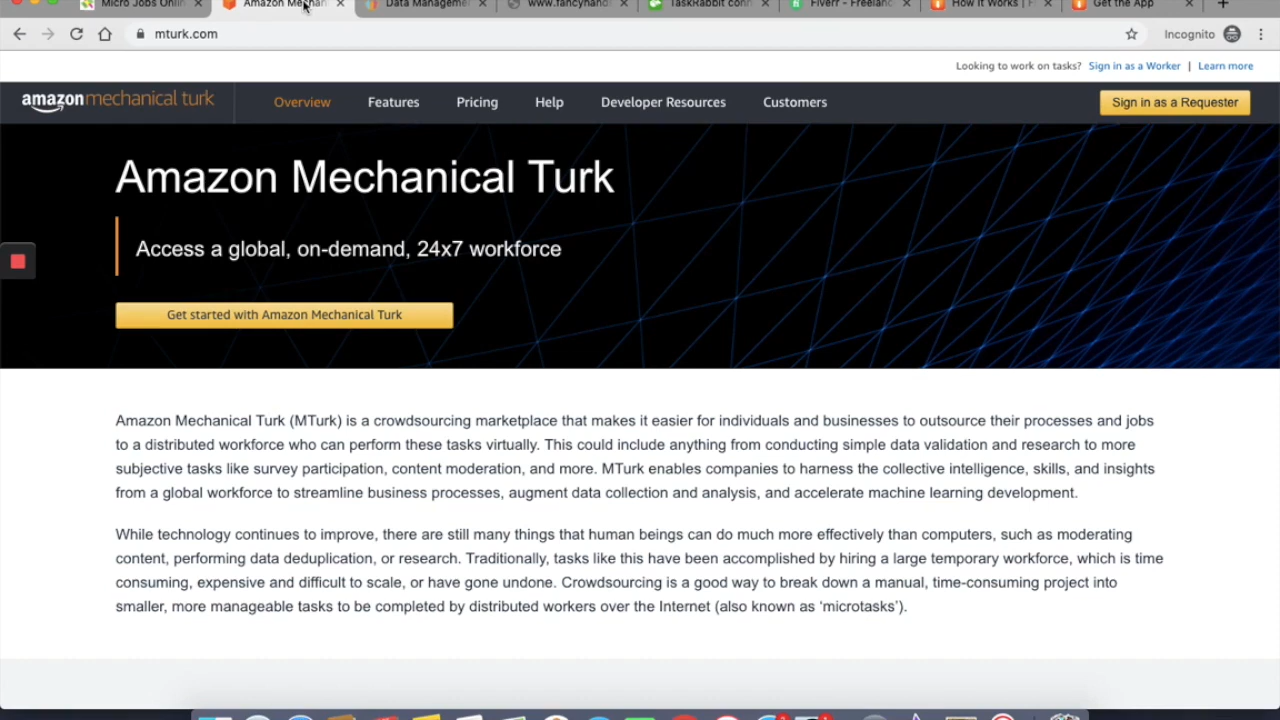 Micro Jobs Onlin
Amazon Mechan
Data Managemen
www.fancyhands
TaskRabbit conn
Fiverr - Freelanc
How It Works | F
Get the App
mturk.com
Incognito
Looking to work on tasks? Sign in as a Worker | Learn more
amazon mechanical turk
Overview
Features
Pricing
Help
Developer Resources
Customers
Sign in as a Requester
Amazon Mechanical Turk
Access a global, on-demand, 24x7 workforce
Get started with Amazon Mechanical Turk
Amazon Mechanical Turk (MTurk) is a crowdsourcing marketplace that makes it easier for individuals and businesses to outsource their processes and jobs
to a distributed workforce who can perform these tasks virtually. This could include anything from conducting simple data validation and research to more
subjective tasks like survey participation, content moderation, and more. MTurk enables companies to harness the collective intelligence, skills, and insights
from a global workforce to streamline business processes, augment data collection and analysis, and accelerate machine learning development.
While technology continues to improve, there are still many things that human beings can do much more effectively than computers, such as moderating
content, performing data deduplication, or research. Traditionally, tasks like this have been accomplished by hiring a large temporary workforce, which is time
consuming, expensive and difficult to scale, or have gone undone. Crowdsourcing is a good way to break down a manual, time-consuming project into
smaller, more manageable tasks to be completed by distributed workers over the Internet (also known as ‘microtasks’).